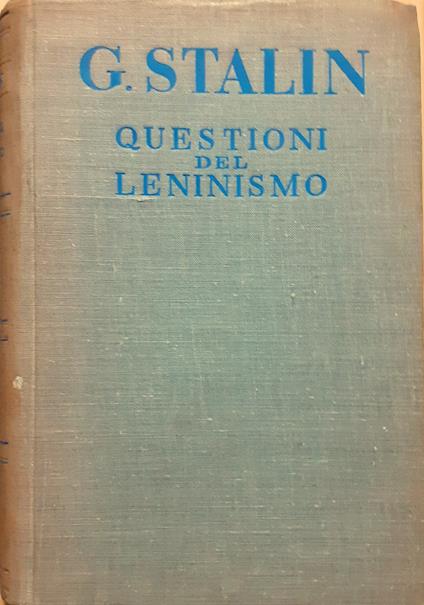 G. STALIN
QUESTIONI
DEL
LENINISMO